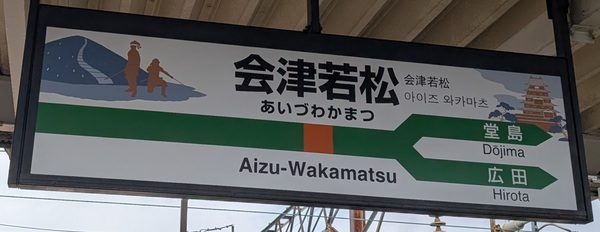 会津若松
あいづわかまつ
会津若松
아이즈 와카마츠
Aizu-Wakamatsu
堂島
Dōjima
広田
Hirota